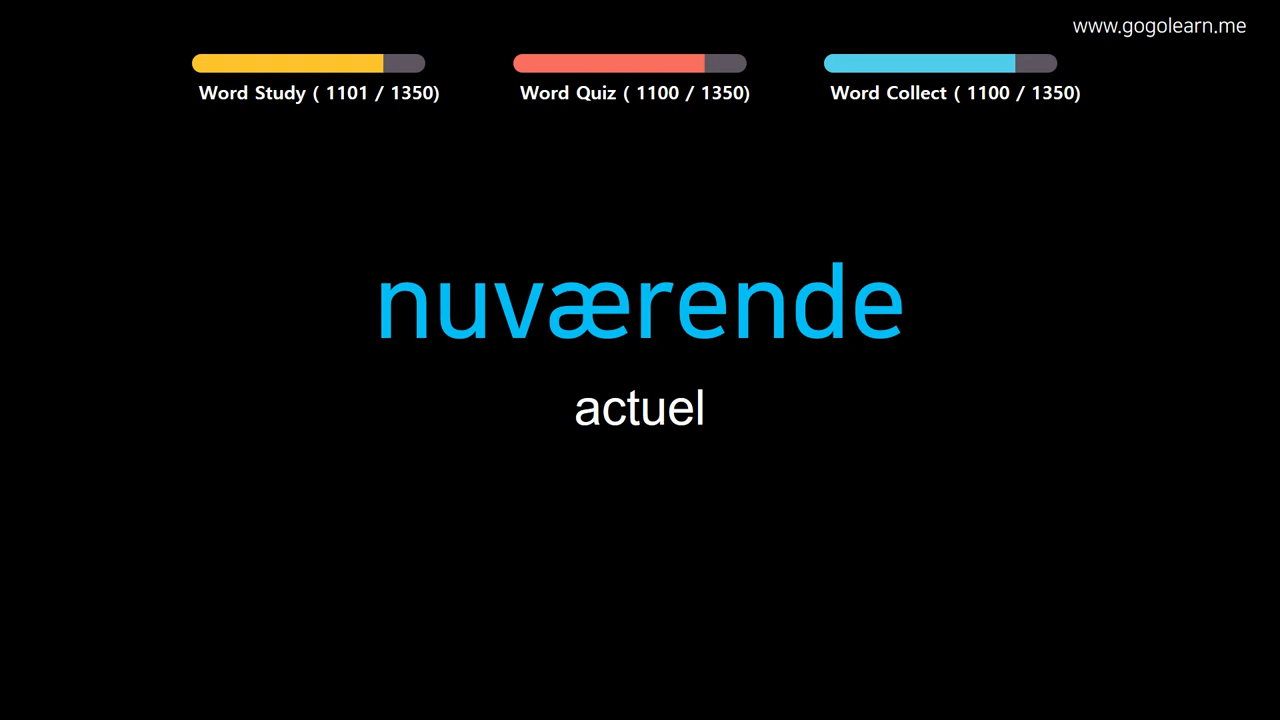 www.gogolearn.me
Word Study ( 1101 / 1350)
Word Quiz ( 1100 / 1350)
Word Collect ( 1100 / 1350)
nuværende
actuel